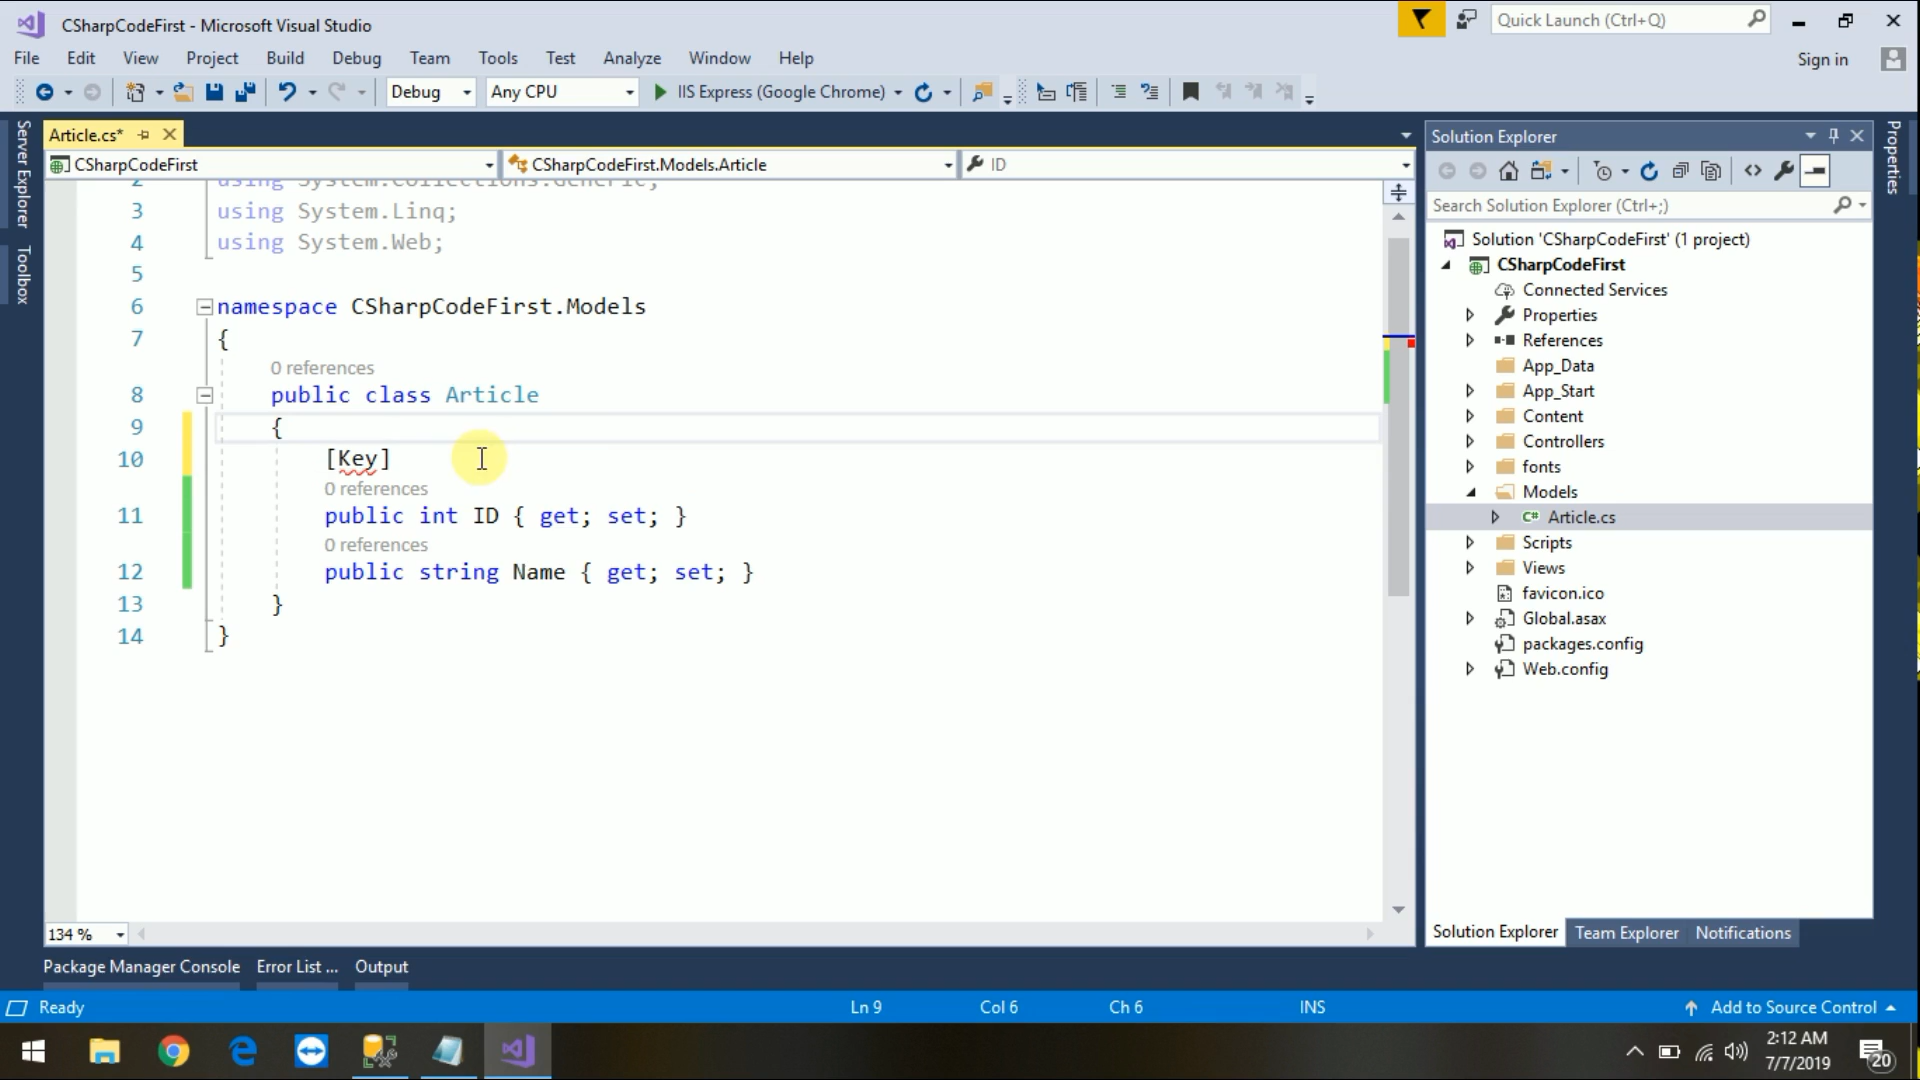 CSharpCodeFirst - Microsoft Visual Studio
Quick Launch (Ctrl+Q)
File Edit View Project Build Debug Team Tools Test Analyze Window Help
Sign in
Debug Any CPU IIS Express (Google Chrome)
Server Explorer
Toolbox
Article.cs*
CSharpCodeFirst CSharpCodeFirst.Models.Article ID
2 using System.Collections.Generic;
3 using System.Linq;
4 using System.Web;
5
6 namespace CSharpCodeFirst.Models
7 {
0 references
8 public class Article
9 {
10 [Key]
0 references
11 public int ID { get; set; }
0 references
12 public string Name { get; set; }
13 }
14 }
134 %
Solution Explorer
Search Solution Explorer (Ctrl+;)
Solution 'CSharpCodeFirst' (1 project)
CSharpCodeFirst
Connected Services
Properties
References
App_Data
App_Start
Content
Controllers
fonts
Models
C# Article.cs
Scripts
Views
favicon.ico
Global.asax
packages.config
Web.config
Solution Explorer Team Explorer Notifications
Properties
Package Manager Console Error List ... Output
Ready Ln 9 Col 6 Ch 6 INS Add to Source Control
2:12 AM
7/7/2019
20